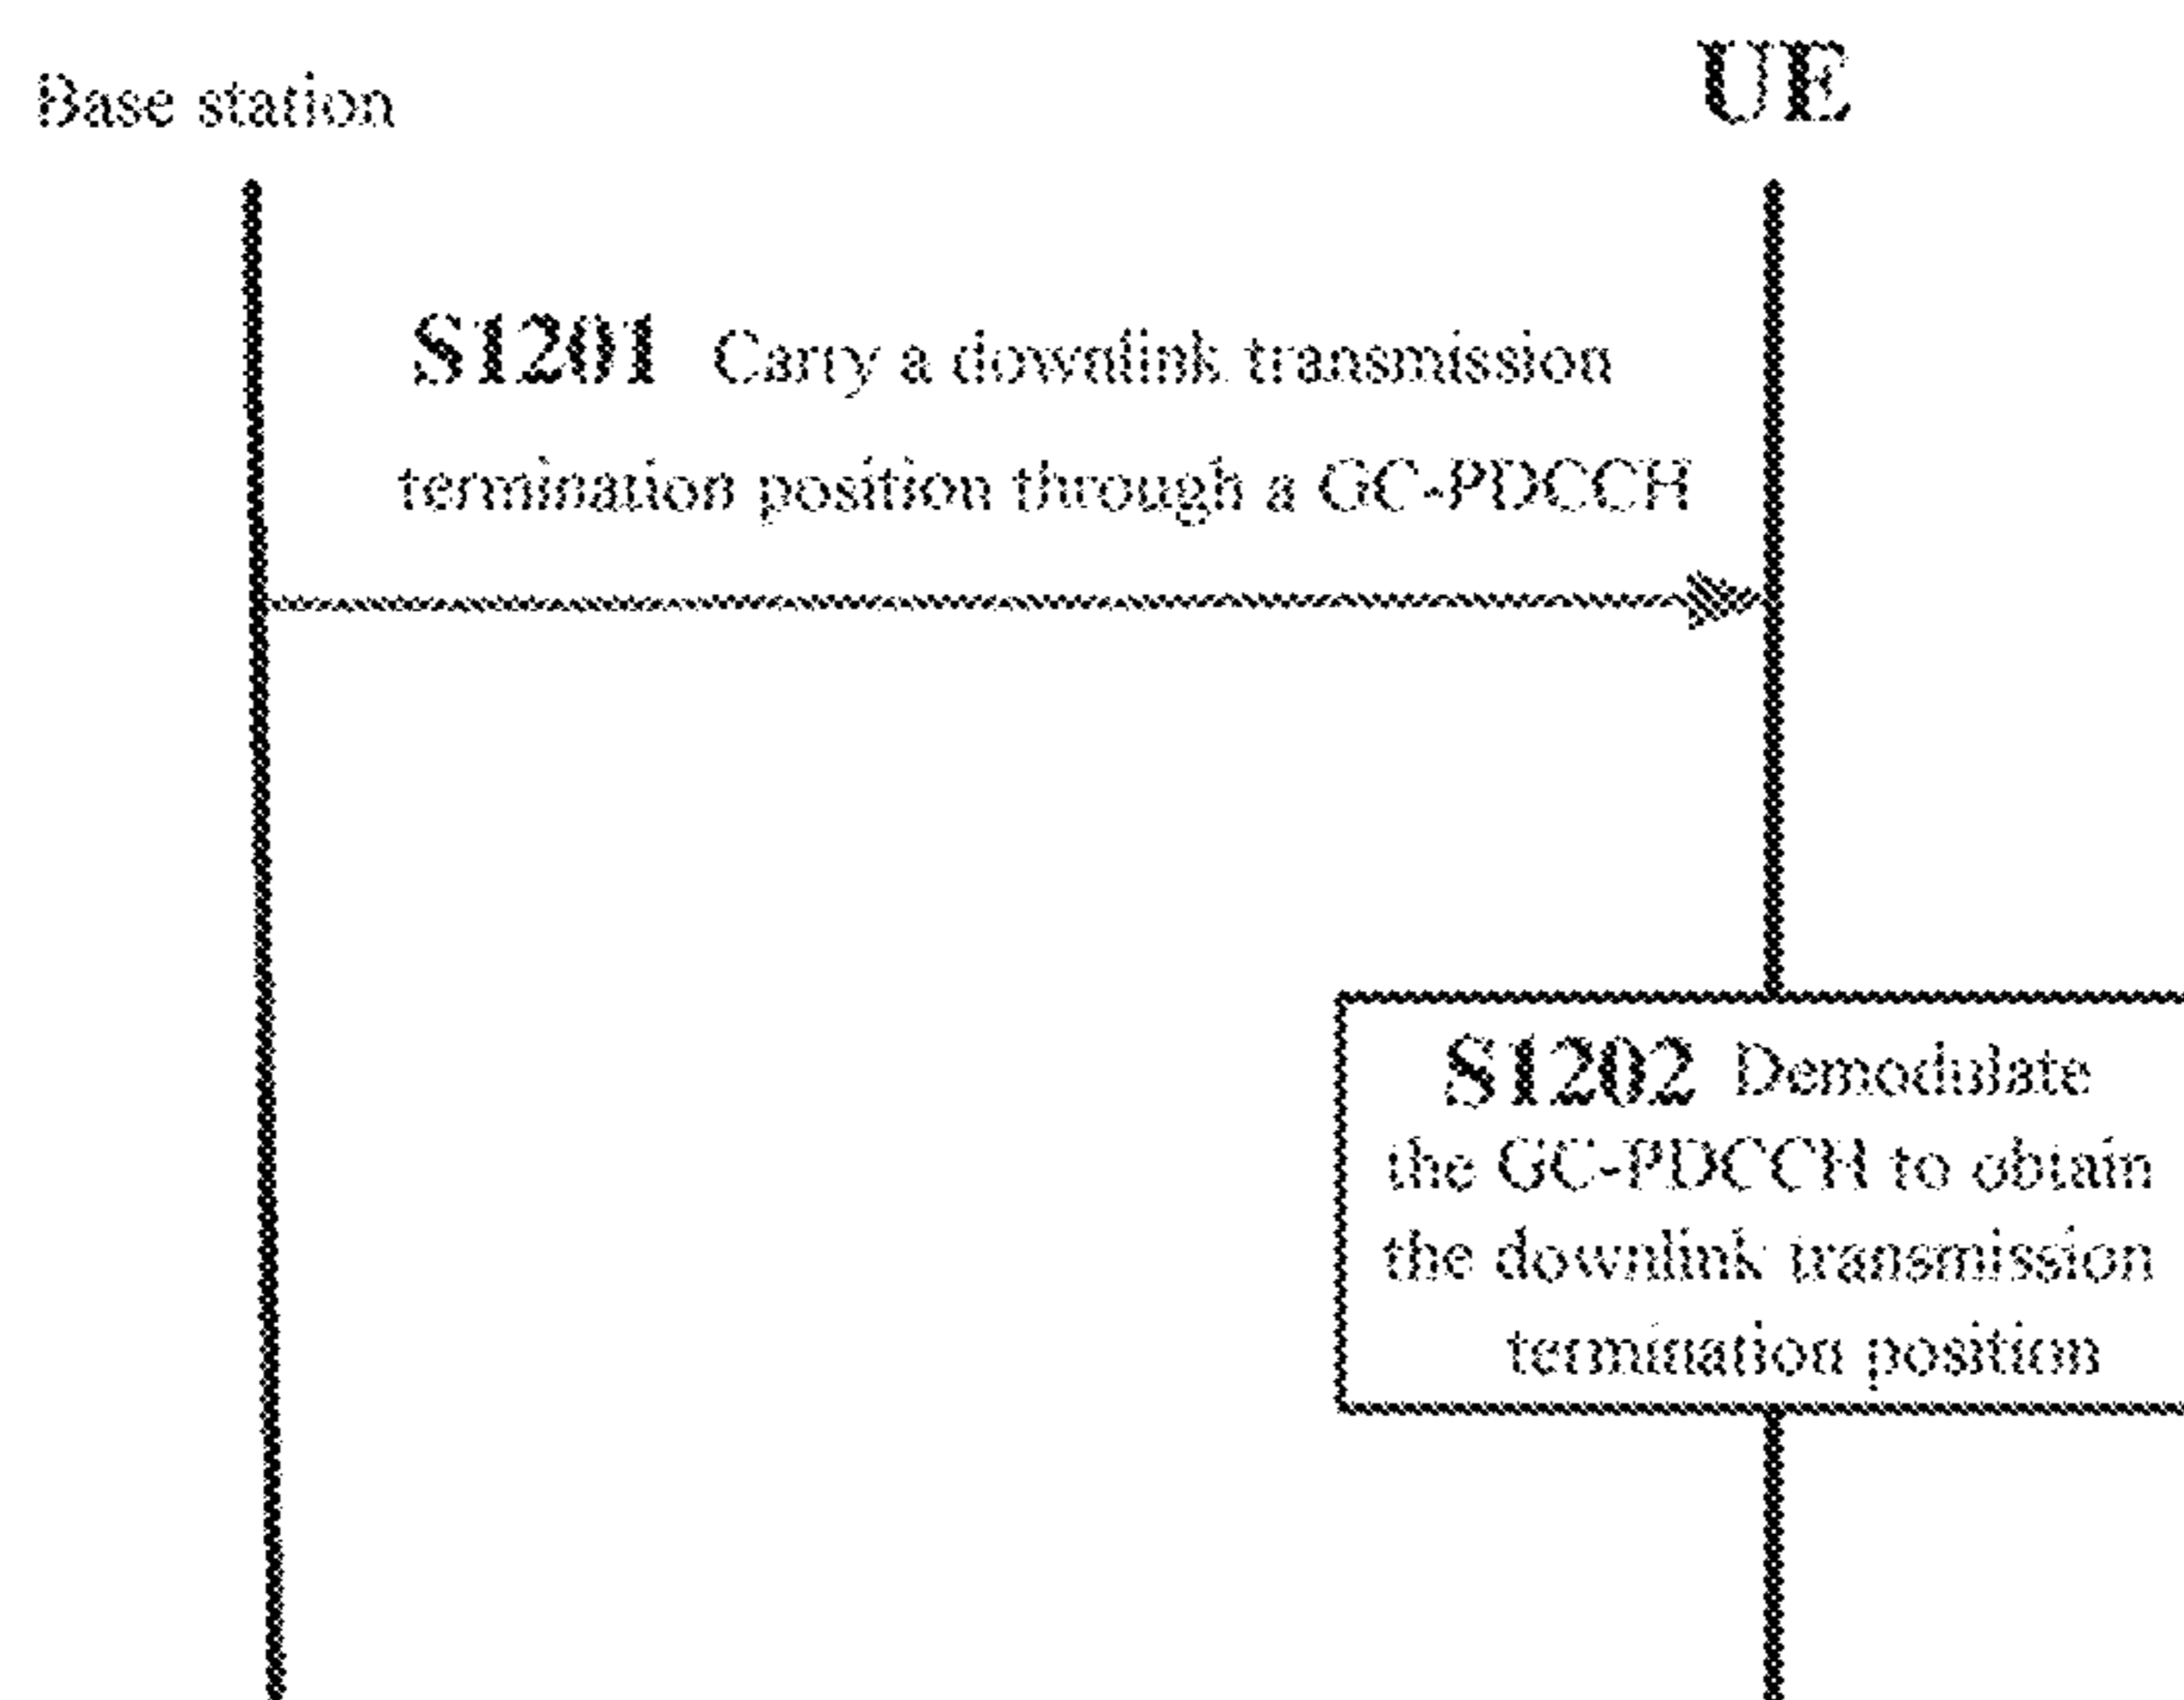 Base station
UE
S1201 Carry a downlink transmission
termination position through a GC-PDCCH
S1202 Demodulate
the GC-PDCCH to obtain
the downlink transmission
termination position